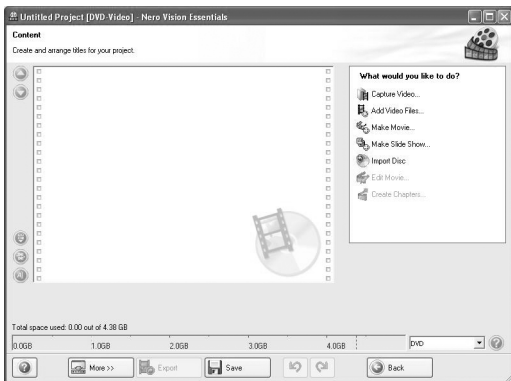 Untitled Project [DVD-Video] - Nero Vision Essentials
Content
Create and arrange titles for your project.
What would you like to do?
Capture Video...
Add Video Files...
Make Movie...
Make Slide Show...
Import Disc
Edit Movie...
Create Chapters...
Total space used: 0.00 out of 4.38 GB
0.0GB 1.0GB 2.0GB 3.0GB 4.0GB DVD
More >> Export Save Back